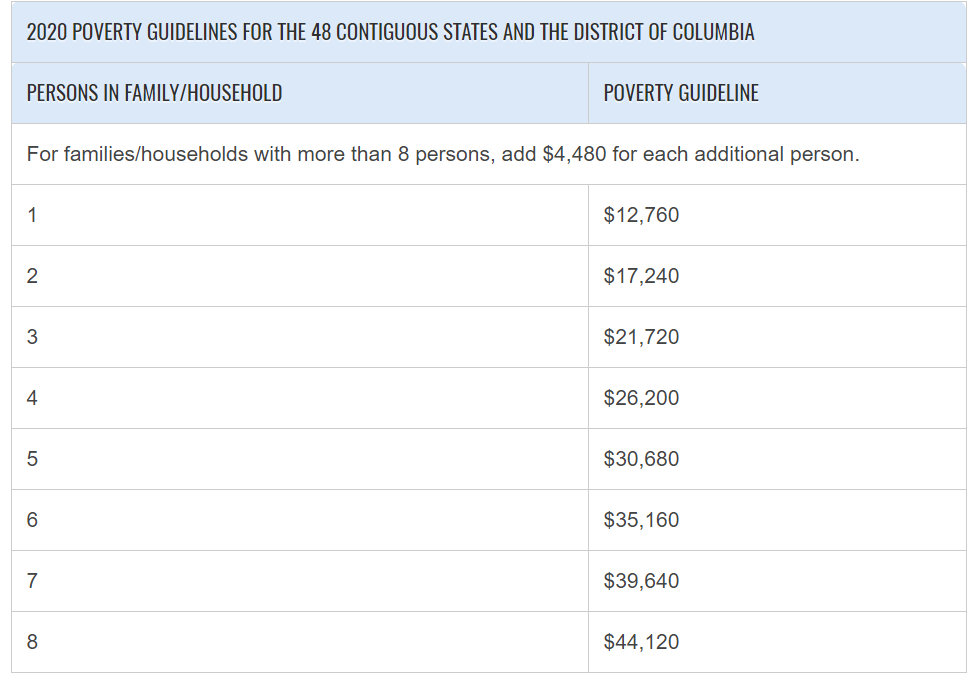 2020 POVERTY GUIDELINES FOR THE 48 CONTIGUOUS STATES AND THE DISTRICT OF COLUMBIA
PERSONS IN FAMILY/HOUSEHOLD POVERTY GUIDELINE
For families/households with more than 8 persons, add $4,480 for each additional person.
1 $12,760
2 $17,240
3 $21,720
4 $26,200
5 $30,680
6 $35,160
7 $39,640
8 $44,120